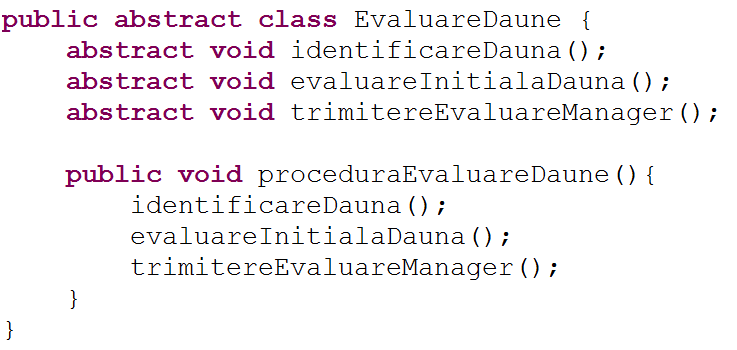 public abstract class EvaluareDaune {
    abstract void identificareDauna();
    abstract void evaluareInitialaDauna();
    abstract void trimitereEvaluareManager();

    public void proceduraEvaluareDaune(){
        identificareDauna();
        evaluareInitialaDauna();
        trimitereEvaluareManager();
    }
}